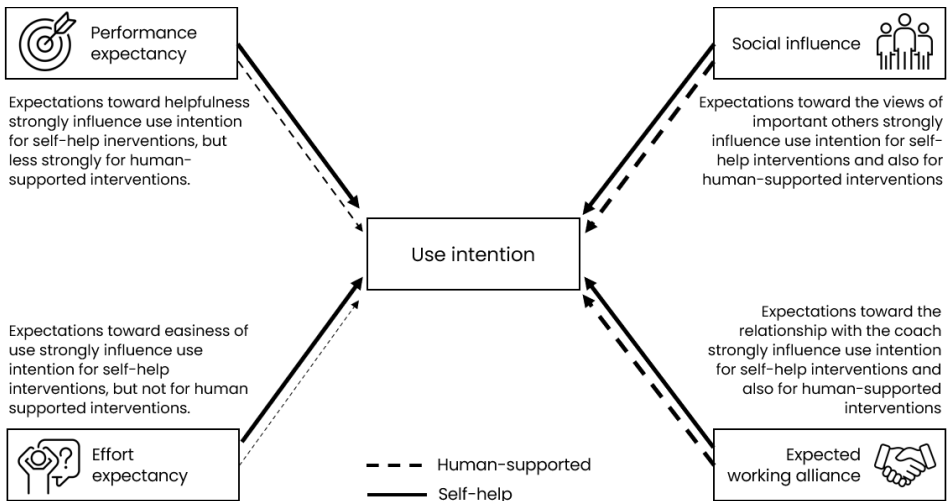 Performance
expectancy
Expectations toward helpfulness
strongly influence use intention
for self-help inerventions, but
less strongly for human-
supported interventions.
Social influence
Expectations toward the views of
important others strongly
influence use intention for self-
help interventions and also for
human-supported interventions
Use intention
Expectations toward easiness of
use strongly influence use
intention for self-help
interventions, but not for human
supported interventions.
Effort
expectancy
?
Expectations toward the
relationship with the coach
strongly influence use intention
for self-help interventions and
also for human-supported
interventions
Expected
working alliance
Human-supported
Self-help